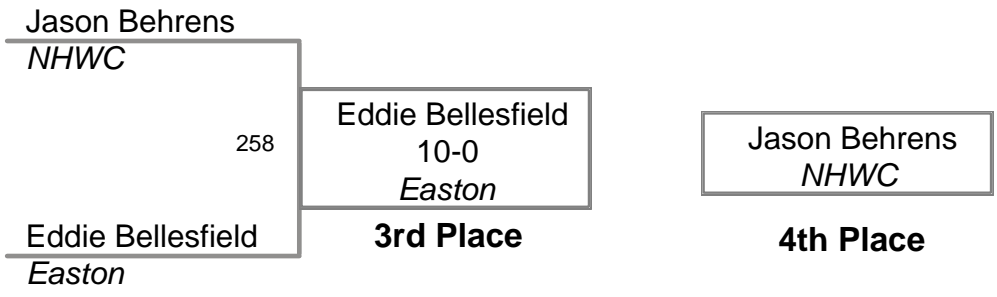 Jason Behrens
NHWC
258
Eddie Bellesfield
Easton
Eddie Bellesfield
10-0
Easton
3rd Place
Jason Behrens
NHWC
4th Place